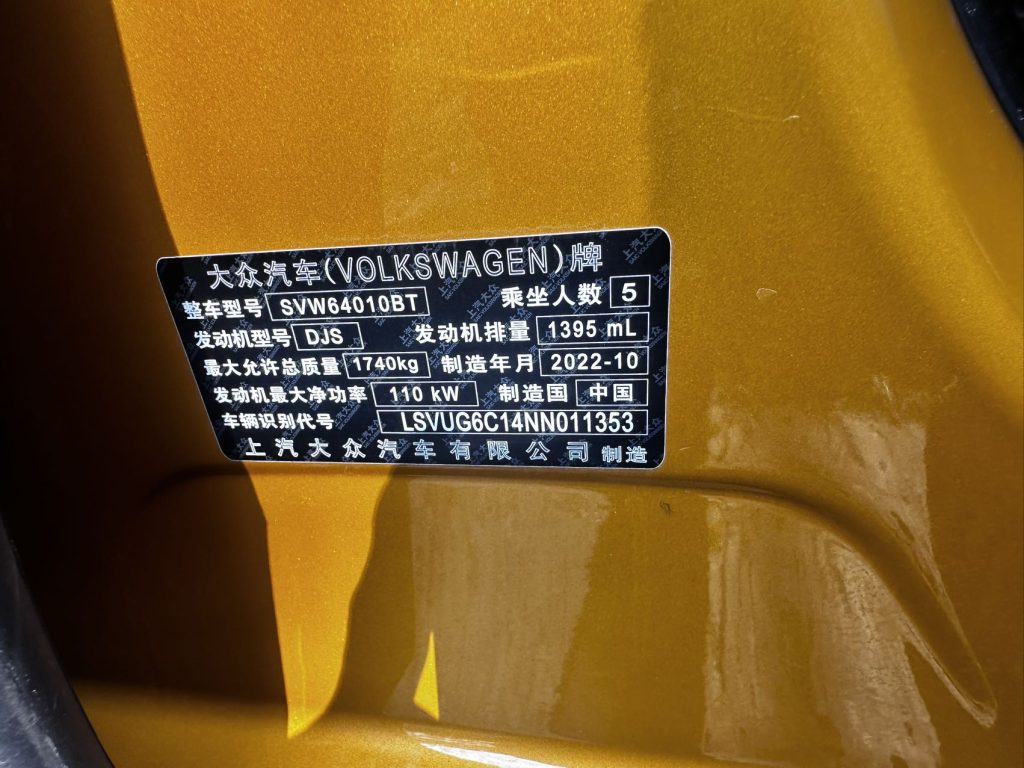 大众汽车(VOLKSWAGEN)牌
整车型号 SVW64010BT 乘坐人数 5
发动机型号 DJS 发动机排量 1395 mL
最大允许总质量 1740kg 制造年月 2022-10
发动机最大净功率 110 kW 制造国 中国
车辆识别代号 LSVUG6C14NN011353
上汽大众汽车有限公司 制造